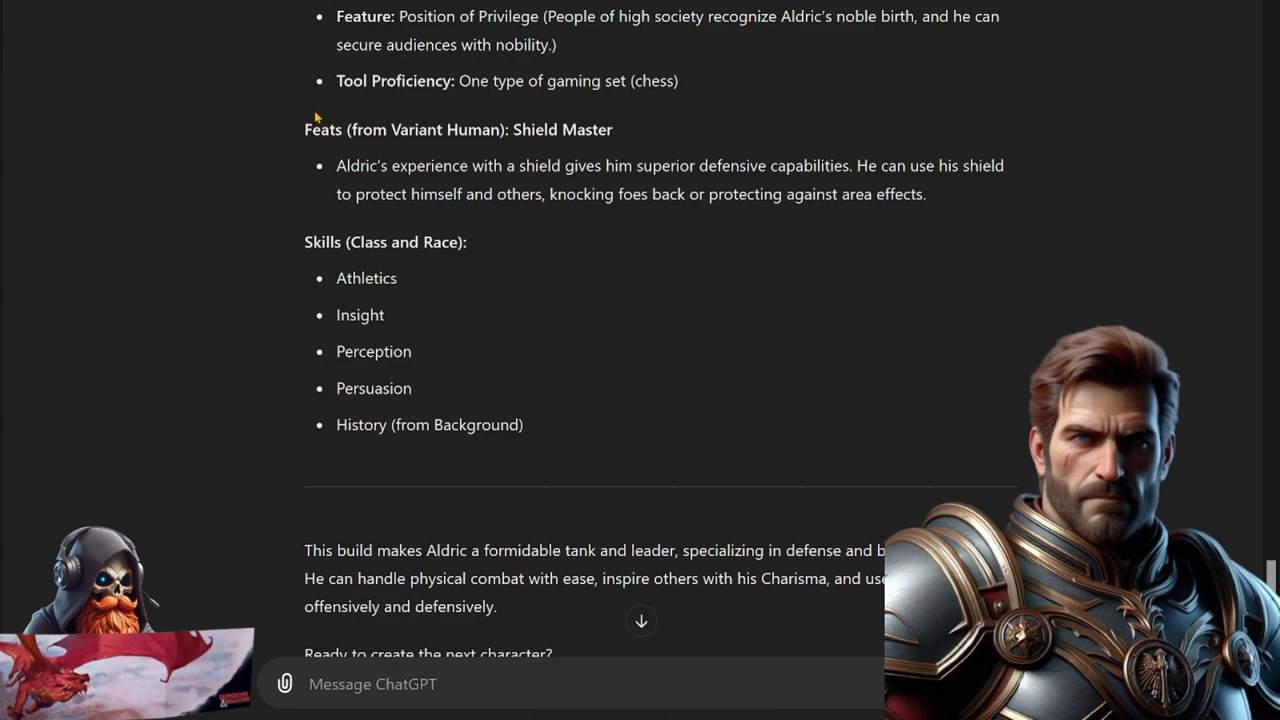 Feature: Position of Privilege (People of high society recognize Aldric’s noble birth, and he can
secure audiences with nobility.)
Tool Proficiency: One type of gaming set (chess)
Feats (from Variant Human): Shield Master
Aldric’s experience with a shield gives him superior defensive capabilities. He can use his shield
to protect himself and others, knocking foes back or protecting against area effects.
Skills (Class and Race):
Athletics
Insight
Perception
Persuasion
History (from Background)
This build makes Aldric a formidable tank and leader, specializing in defense and b
He can handle physical combat with ease, inspire others with his Charisma, and use
offensively and defensively.
Ready to create the next character?
Message ChatGPT
DUNGEONS
& DRAGONS